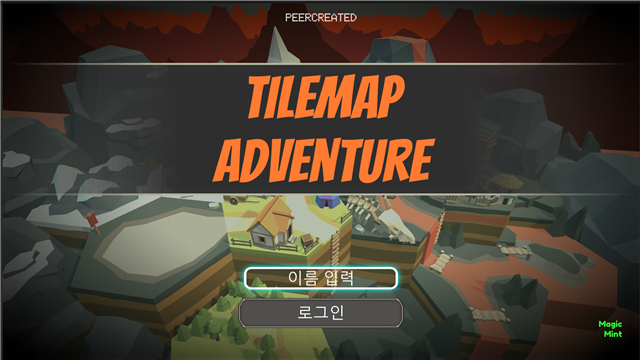 PEERCREATED
TILEMAP
ADVENTURE
이름 입력
로그인
Magic
Mint